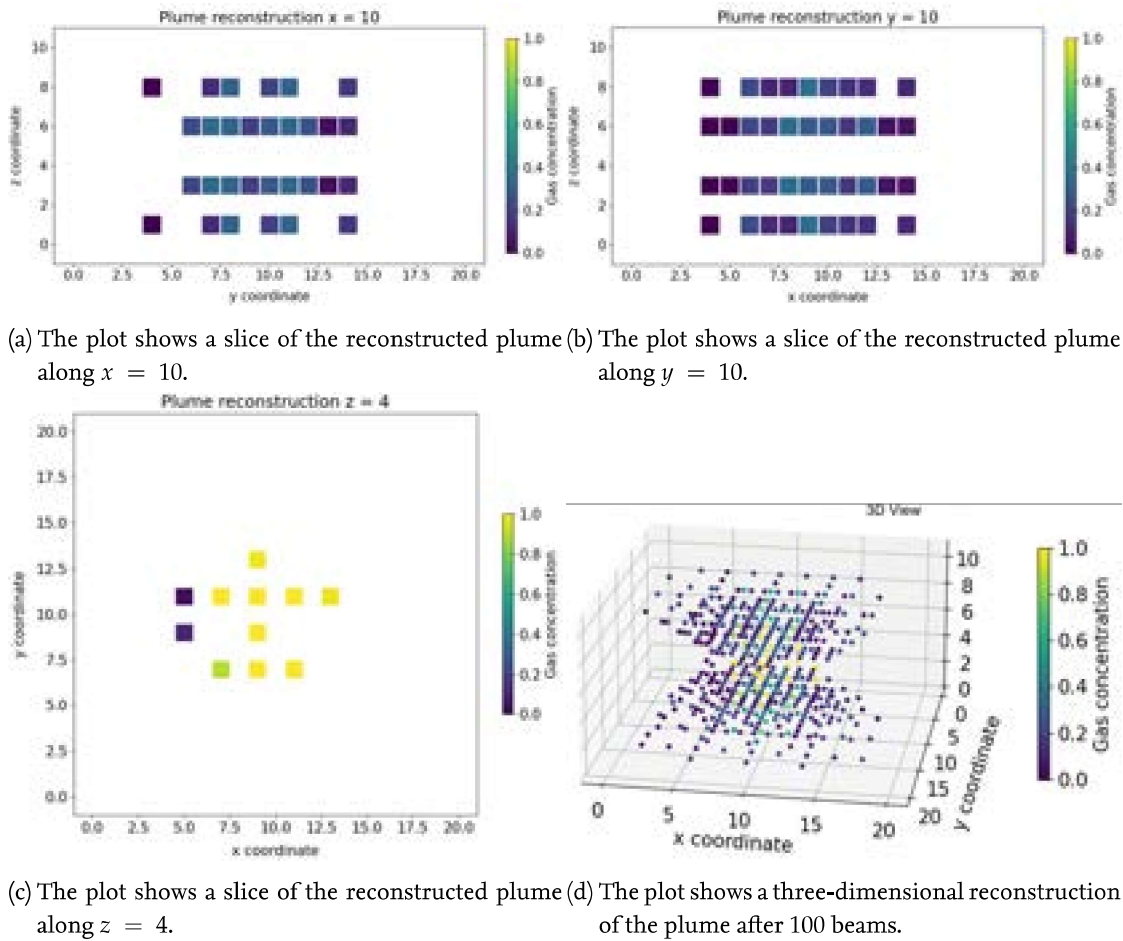 Plume reconstruction x = 10
10
8
6
4
2
0
z coordinate
0.0 2.5 5.0 7.5 10.0 12.5 15.0 17.5 20.0
y coordinate
1.0
0.8
0.6
0.4
0.2
0.0
Gas concentration
Plume reconstruction y = 10
10
8
6
4
2
0
z coordinate
0.0 2.5 5.0 7.5 10.0 12.5 15.0 17.5 20.0
x coordinate
1.0
0.8
0.6
0.4
0.2
0.0
Gas concentration
(a) The plot shows a slice of the reconstructed plume
along x = 10.
(b) The plot shows a slice of the reconstructed plume
along y = 10.
Plume reconstruction z = 4
20.0
17.5
15.0
12.5
10.0
7.5
5.0
2.5
0.0
y coordinate
0.0 2.5 5.0 7.5 10.0 12.5 15.0 17.5 20.0
x coordinate
1.0
0.8
0.6
0.4
0.2
0.0
Gas concentration
3D View
10
8
6
4
2
0
0
5
10
15
20
y coordinate
0 5 10 15 20
x coordinate
1.0
0.8
0.6
0.4
0.2
0.0
Gas concentration
(c) The plot shows a slice of the reconstructed plume
along z = 4.
(d) The plot shows a three-dimensional reconstruction
of the plume after 100 beams.